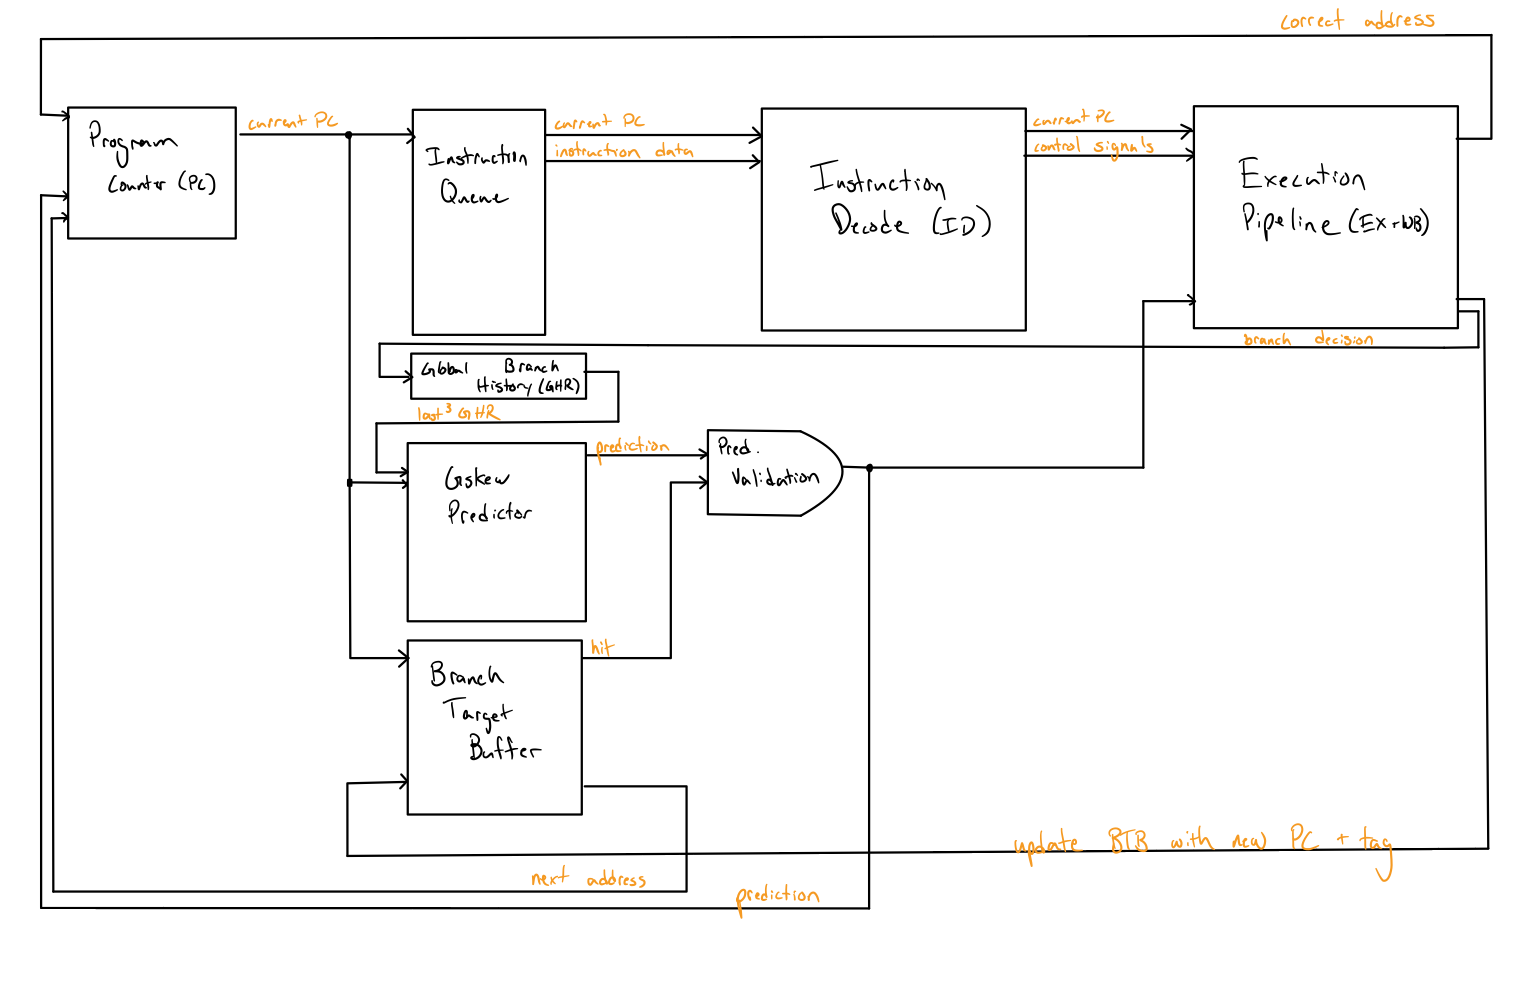 correct address
Program
Counter (PC)
current PC
Instruction
Queue
current PC
instruction data
Instruction
Decode (ID)
current PC
control signals
Execution
Pipeline (EX+WB)
branch decision
Global Branch
History (GHR)
last 3 GHR
Gskew
Predictor
prediction
Pred.
Validation
hit
Branch
Target
Buffer
update BTB with new PC + tag
next address
prediction